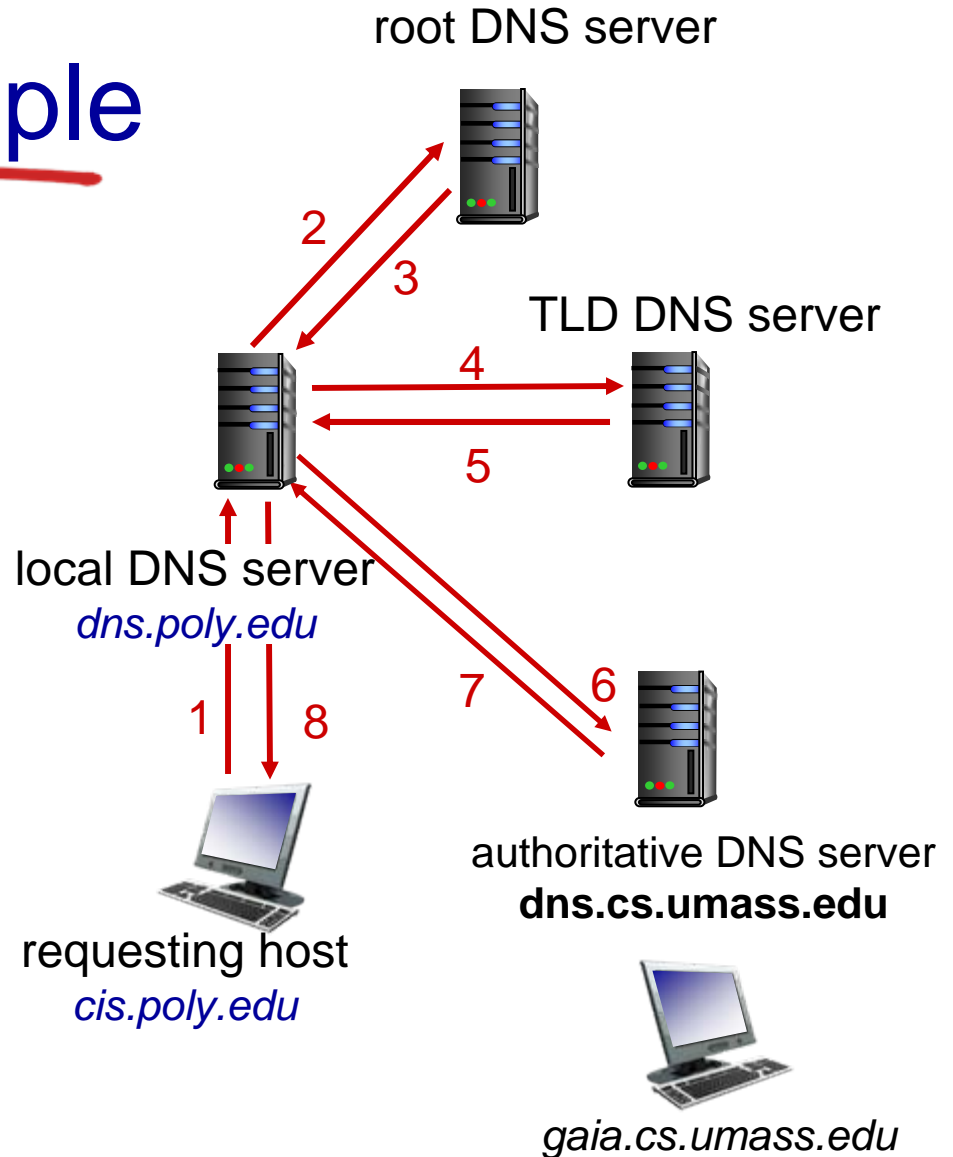 root DNS server
ple
2
3
TLD DNS server
4
5
local DNS server
dns.poly.edu
1
8
7
6
authoritative DNS server
dns.cs.umass.edu
requesting host
cis.poly.edu
gaia.cs.umass.edu